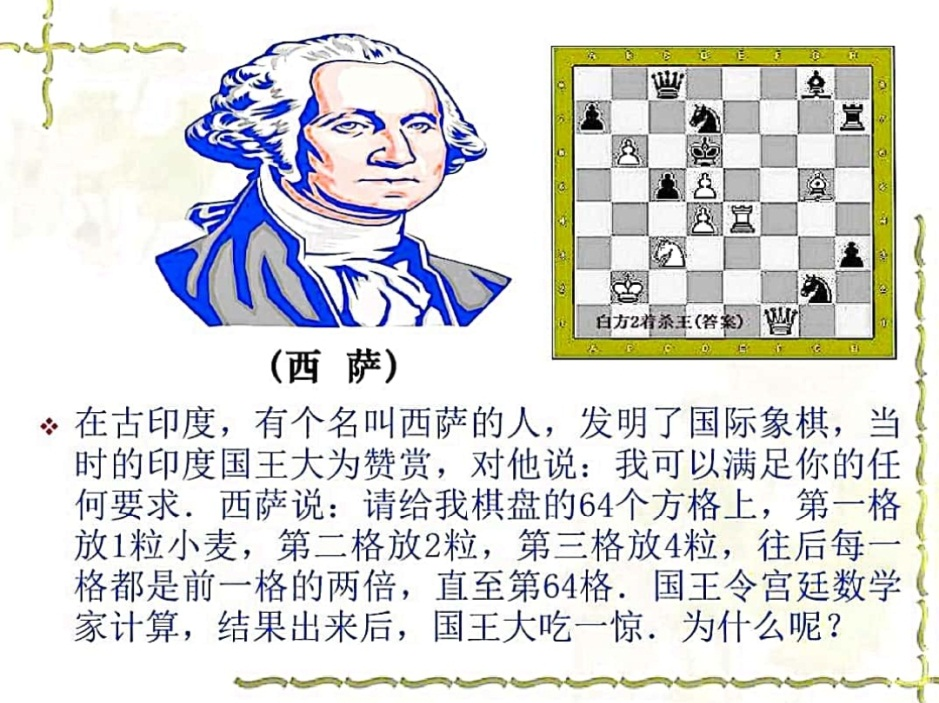 白方2着杀王(答案)
(西 萨)
在古印度，有个名叫西萨的人，发明了国际象棋，当
时的印度国王大为赞赏，对他说：我可以满足你的任
何要求．西萨说：请给我棋盘的64个方格上，第一格
放1粒小麦，第二格放2粒，第三格放4粒，往后每一
格都是前一格的两倍，直至第64格．国王令宫廷数学
家计算，结果出来后，国王大吃一惊．为什么呢？